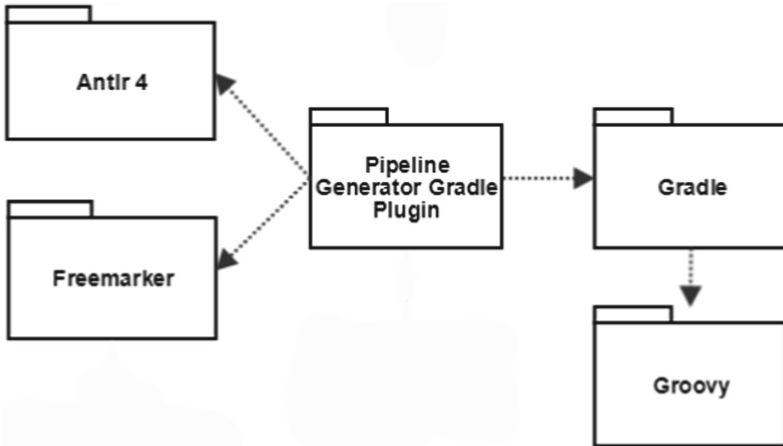 Antlr 4
Pipeline
Generator Gradle
Plugin
Gradle
Freemarker
Groovy